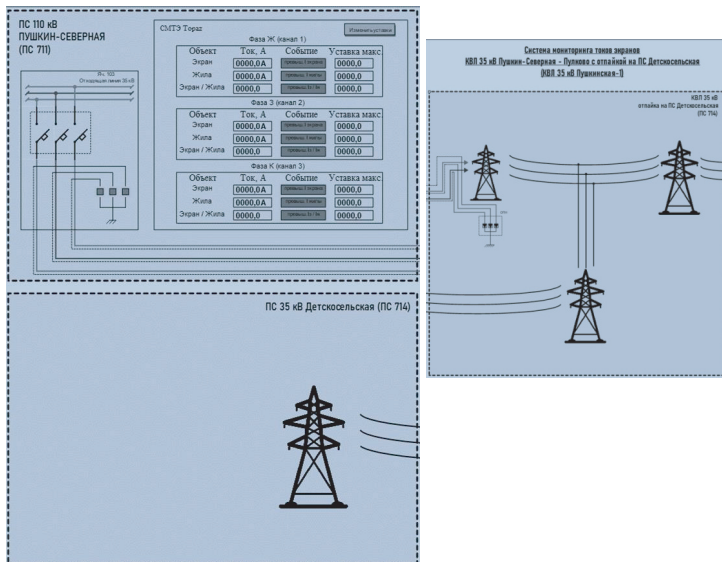 ПС 110 кВ
ПУШКИН-СЕВЕРНАЯ
(ПС 711)
СМТЭ Топаз
Изменить уставки
Фаза Ж (канал 1)
Объект Ток, А Событие Уставка макс.
Экран 0000,0А 0000,0
Жила 0000,0А 0000,0
Экран / Жила 0000,0 0000,0
Фаза З (канал 2)
Объект Ток, А Событие Уставка макс.
Экран 0000,0А 0000,0
Жила 0000,0А 0000,0
Экран / Жила 0000,0 0000,0
Фаза К (канал 3)
Объект Ток, А Событие Уставка макс.
Экран 0000,0А 0000,0
Жила 0000,0А 0000,0
Экран / Жила 0000,0 0000,0
Отходящая линия 35 кВ
ПС 35 кВ Детскосельская (ПС 714)
Система мониторинга токов экранов
КВЛ 35 кВ Пушкин-Северная - Пулково с отпайкой на ПС Детскосельская
(КВЛ 35 кВ Пушкинская-1)
КВЛ 35 кВ
отпайка на ПС Детскосельская
(ПС 714)